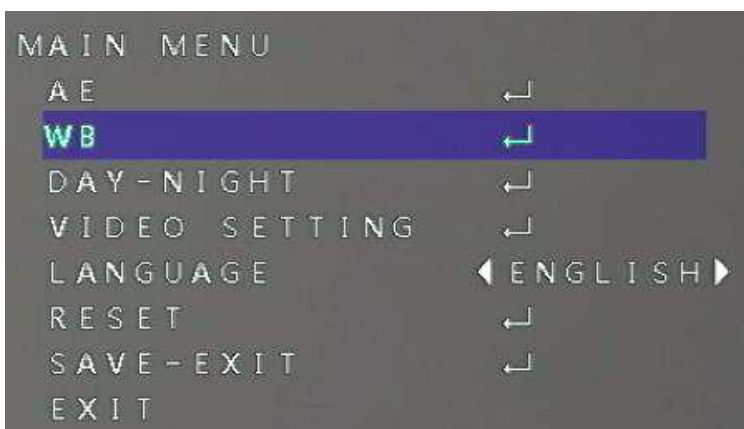 MAIN MENU
AE ↵
WB ↵
DAY-NIGHT ↵
VIDEO SETTING ↵
LANGUAGE ◀ENGLISH▶
RESET ↵
SAVE-EXIT ↵
EXIT